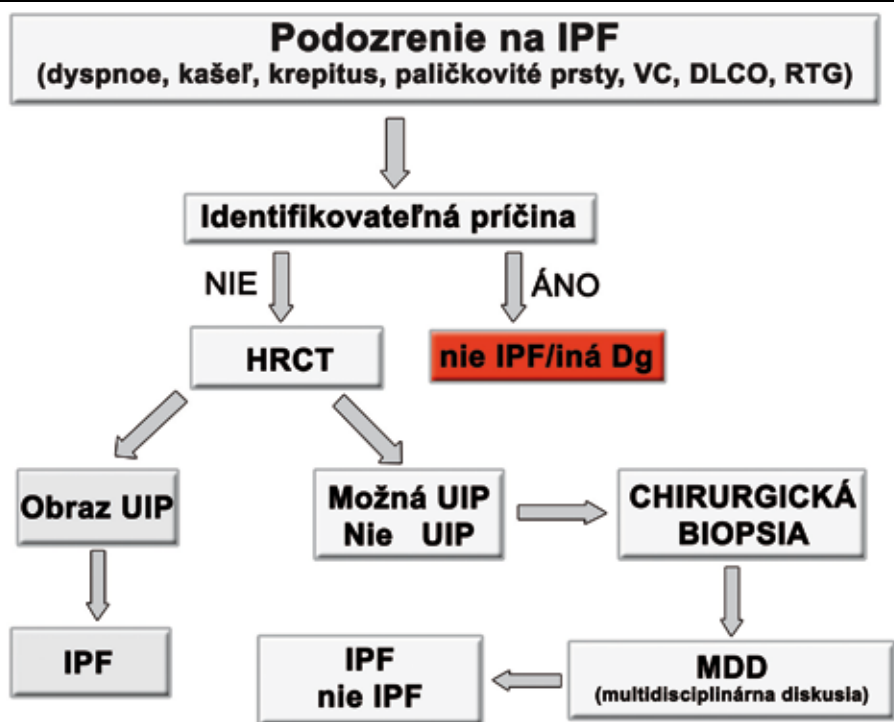 Podozrenie na IPF
(dyspnoe, kašeľ, krepitus, paličkovité prsty, VC, DLCO, RTG)
Identifikovateľná príčina
NIE
ÁNO
HRCT
nie IPF/iná Dg
Obraz UIP
Možná UIP
Nie UIP
CHIRURGICKÁ
BIOPSIA
IPF
IPF
nie IPF
MDD
(multidisciplinárna diskusia)